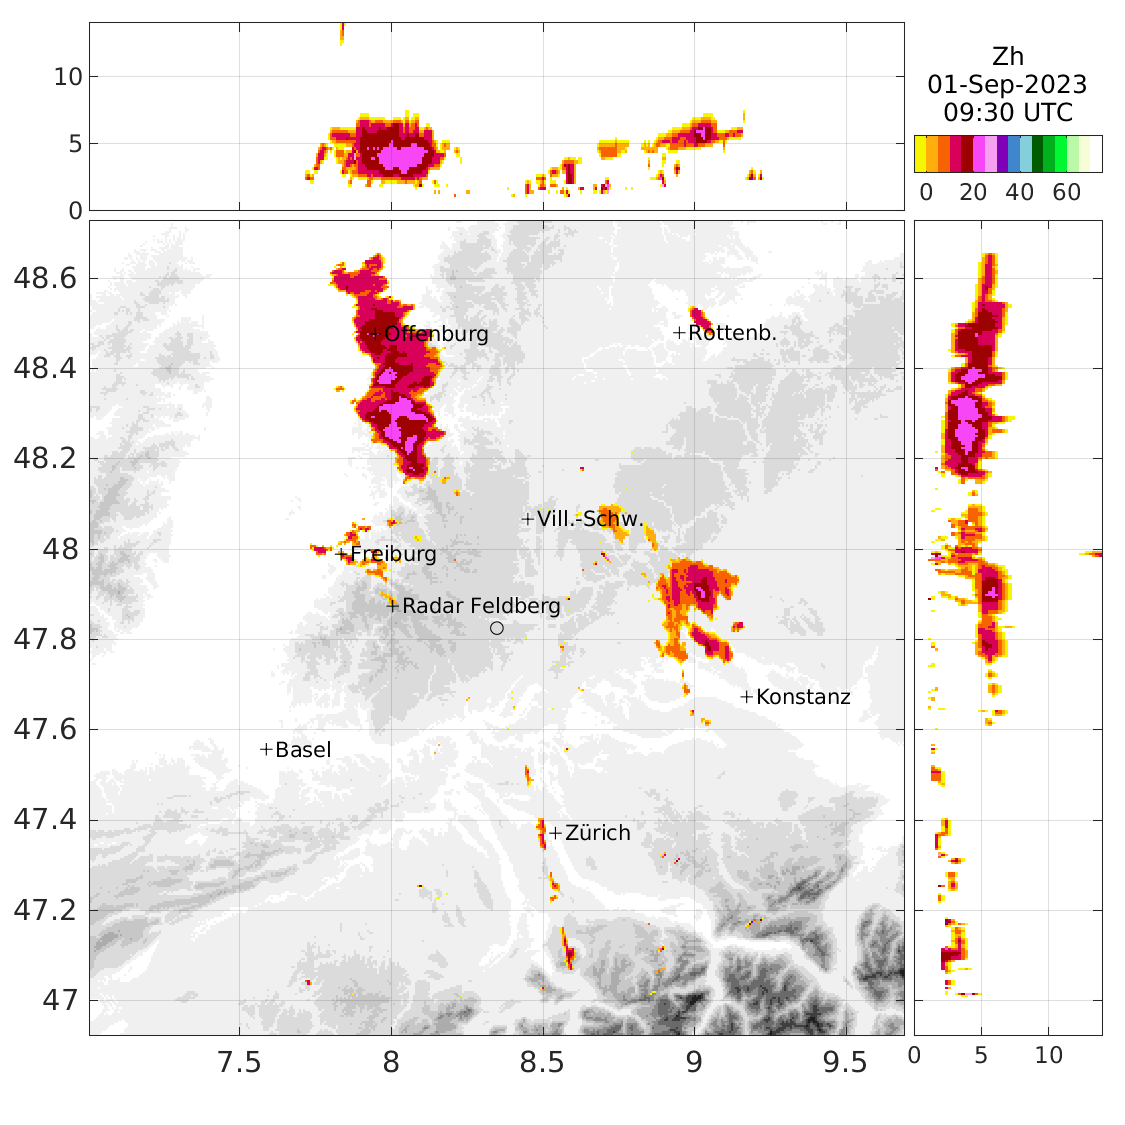 10
5
0
Zh
01-Sep-2023
09:30 UTC
0 20 40 60
48.6
48.4
48.2
48
47.8
47.6
47.4
47.2
47
+Offenburg
+Rottenb.
+Vill.-Schw.
+Freiburg
+Radar Feldberg
+Konstanz
+Basel
+Zürich
7.5 8 8.5 9 9.5
0 5 10